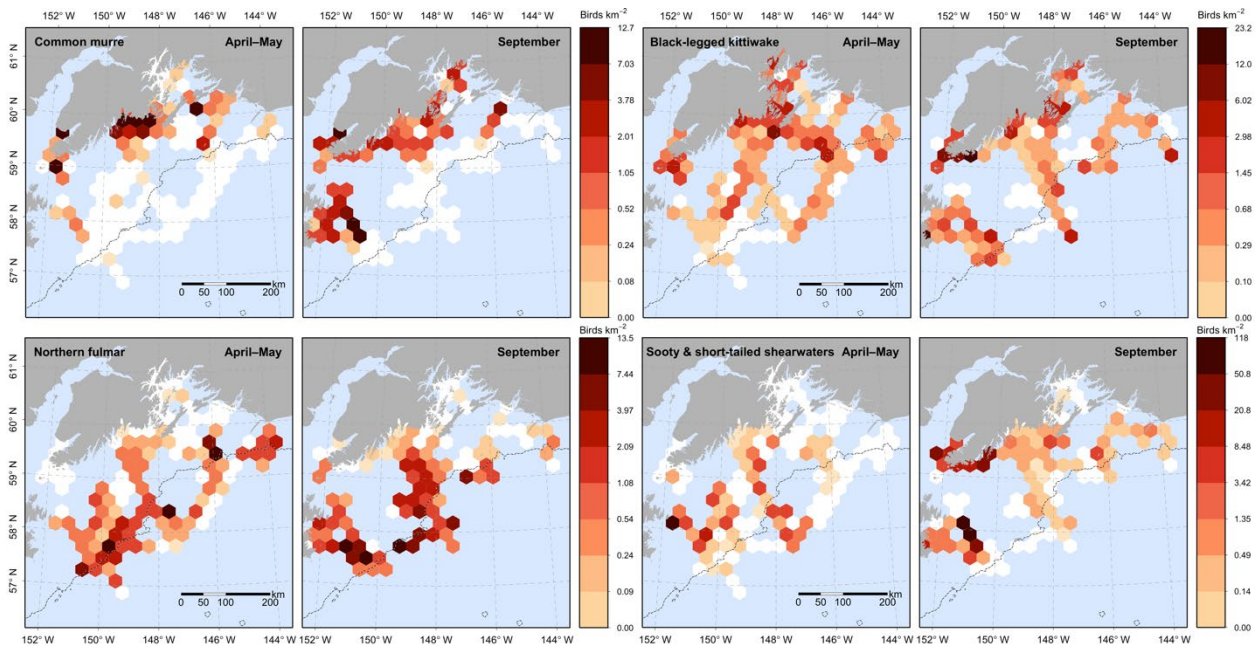 152° W 150° W 148° W 146° W 144° W 152° W 150° W 148° W 146° W 144° W Birds km⁻² 152° W 150° W 148° W 146° W 144° W 152° W 150° W 148° W 146° W 144° W Birds km⁻²
Common murre April–May September Black-legged kittiwake April–May September
61° N 60° N 59° N 58° N 57° N
12.7 7.03 3.78 2.01 1.05 0.52 0.24 0.08 0.00
23.2 12.0 6.02 2.98 1.45 0.68 0.29 0.10 0.00
0 50 100 200 km
0 50 100 200 km
Birds km⁻² Birds km⁻²
Northern fulmar April–May September Sooty & short-tailed shearwaters April–May September
61° N 60° N 59° N 58° N 57° N
13.5 7.44 3.97 2.09 1.08 0.54 0.24 0.09 0.00
118 50.8 20.8 8.48 3.42 1.35 0.49 0.14 0.00
0 50 100 200 km
0 50 100 200 km
152° W 150° W 148° W 146° W 144° W 152° W 150° W 148° W 146° W 144° W 152° W 150° W 148° W 146° W 144° W 152° W 150° W 148° W 146° W 144° W